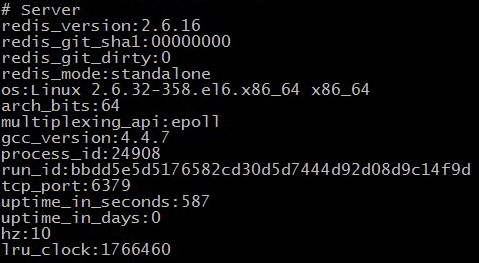 # Server
redis_version:2.6.16
redis_git_sha1:00000000
redis_git_dirty:0
redis_mode:standalone
os:Linux 2.6.32-358.el6.x86_64 x86_64
arch_bits:64
multiplexing_api:epoll
gcc_version:4.4.7
process_id:24908
run_id:bbdd5e5d5176582cd30d5d7444d92d08d9c14f9d
tcp_port:6379
uptime_in_seconds:587
uptime_in_days:0
hz:10
lru_clock:1766460